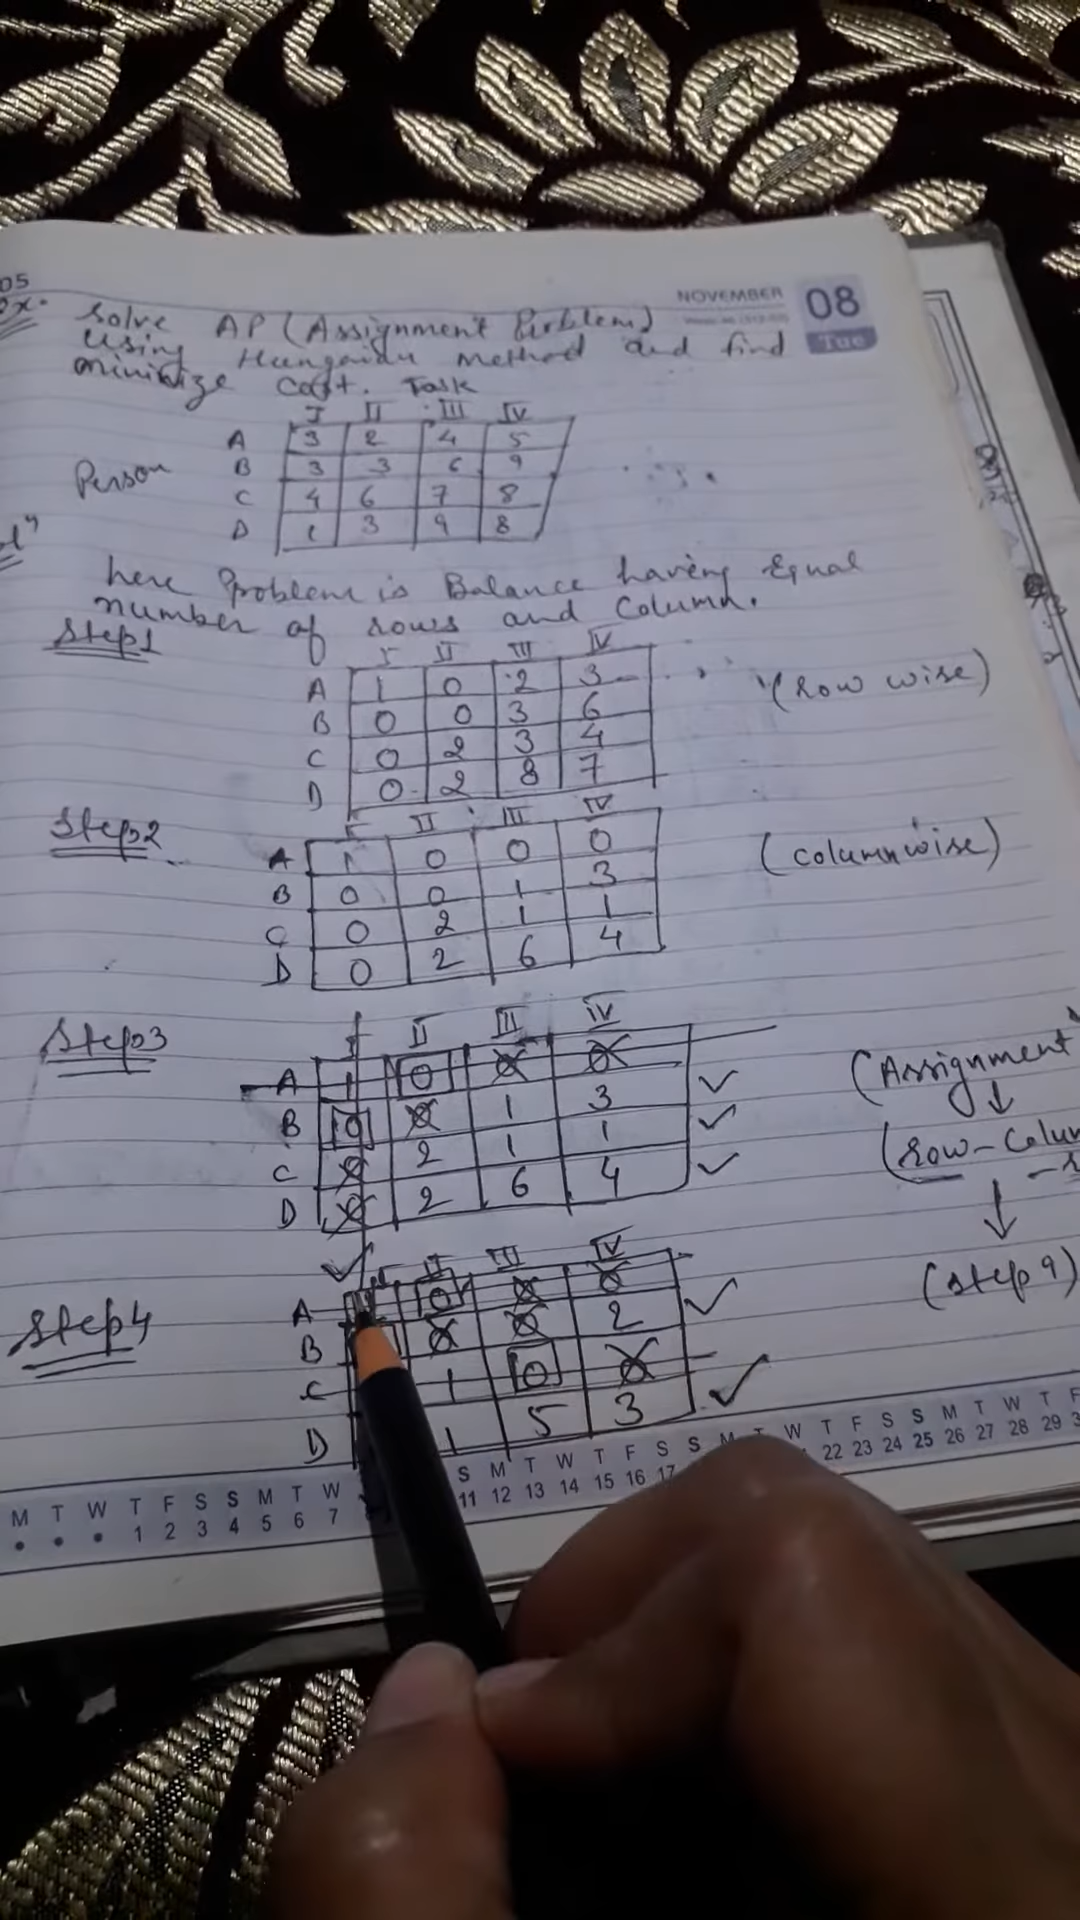 05
NOVEMBER 08
Tue
Ex. Solve AP (Assignment Problem)
using Hungarian method and find
minimize cost. Task
I II III IV
A 3 2 4 5
B 3 3 6 9
Person
C 4 6 7 8
D 1 3 9 8
here Problem is Balance having Equal
number of rows and Column.
Step1
I II III IV
A 1 0 2 3
B 0 0 3 6
C 0 2 3 4
D 0 2 8 7
(row wise)
Step2
I II III IV
A 1 0 0 0
B 0 0 1 3
C 0 2 1 1
D 0 2 6 4
(columnwise)
Step3
I II III IV
A 1 0 0 0
B 0 0 1 3 ✓
C 0 2 1 1 ✓
D 0 2 6 4 ✓
✓
(Assignment
↓
(row-Colum
↓
(step 9)
Step4
I II III IV
A 0 0 0
B 0 0 2 ✓
C 1 0 0
D 1 5 3 ✓
M T W T F S S M T W S M T W T F S S M T W T F S S M T W T F
1 2 3 4 5 6 7 11 12 13 14 15 16 17 22 23 24 25 26 27 28 29 3